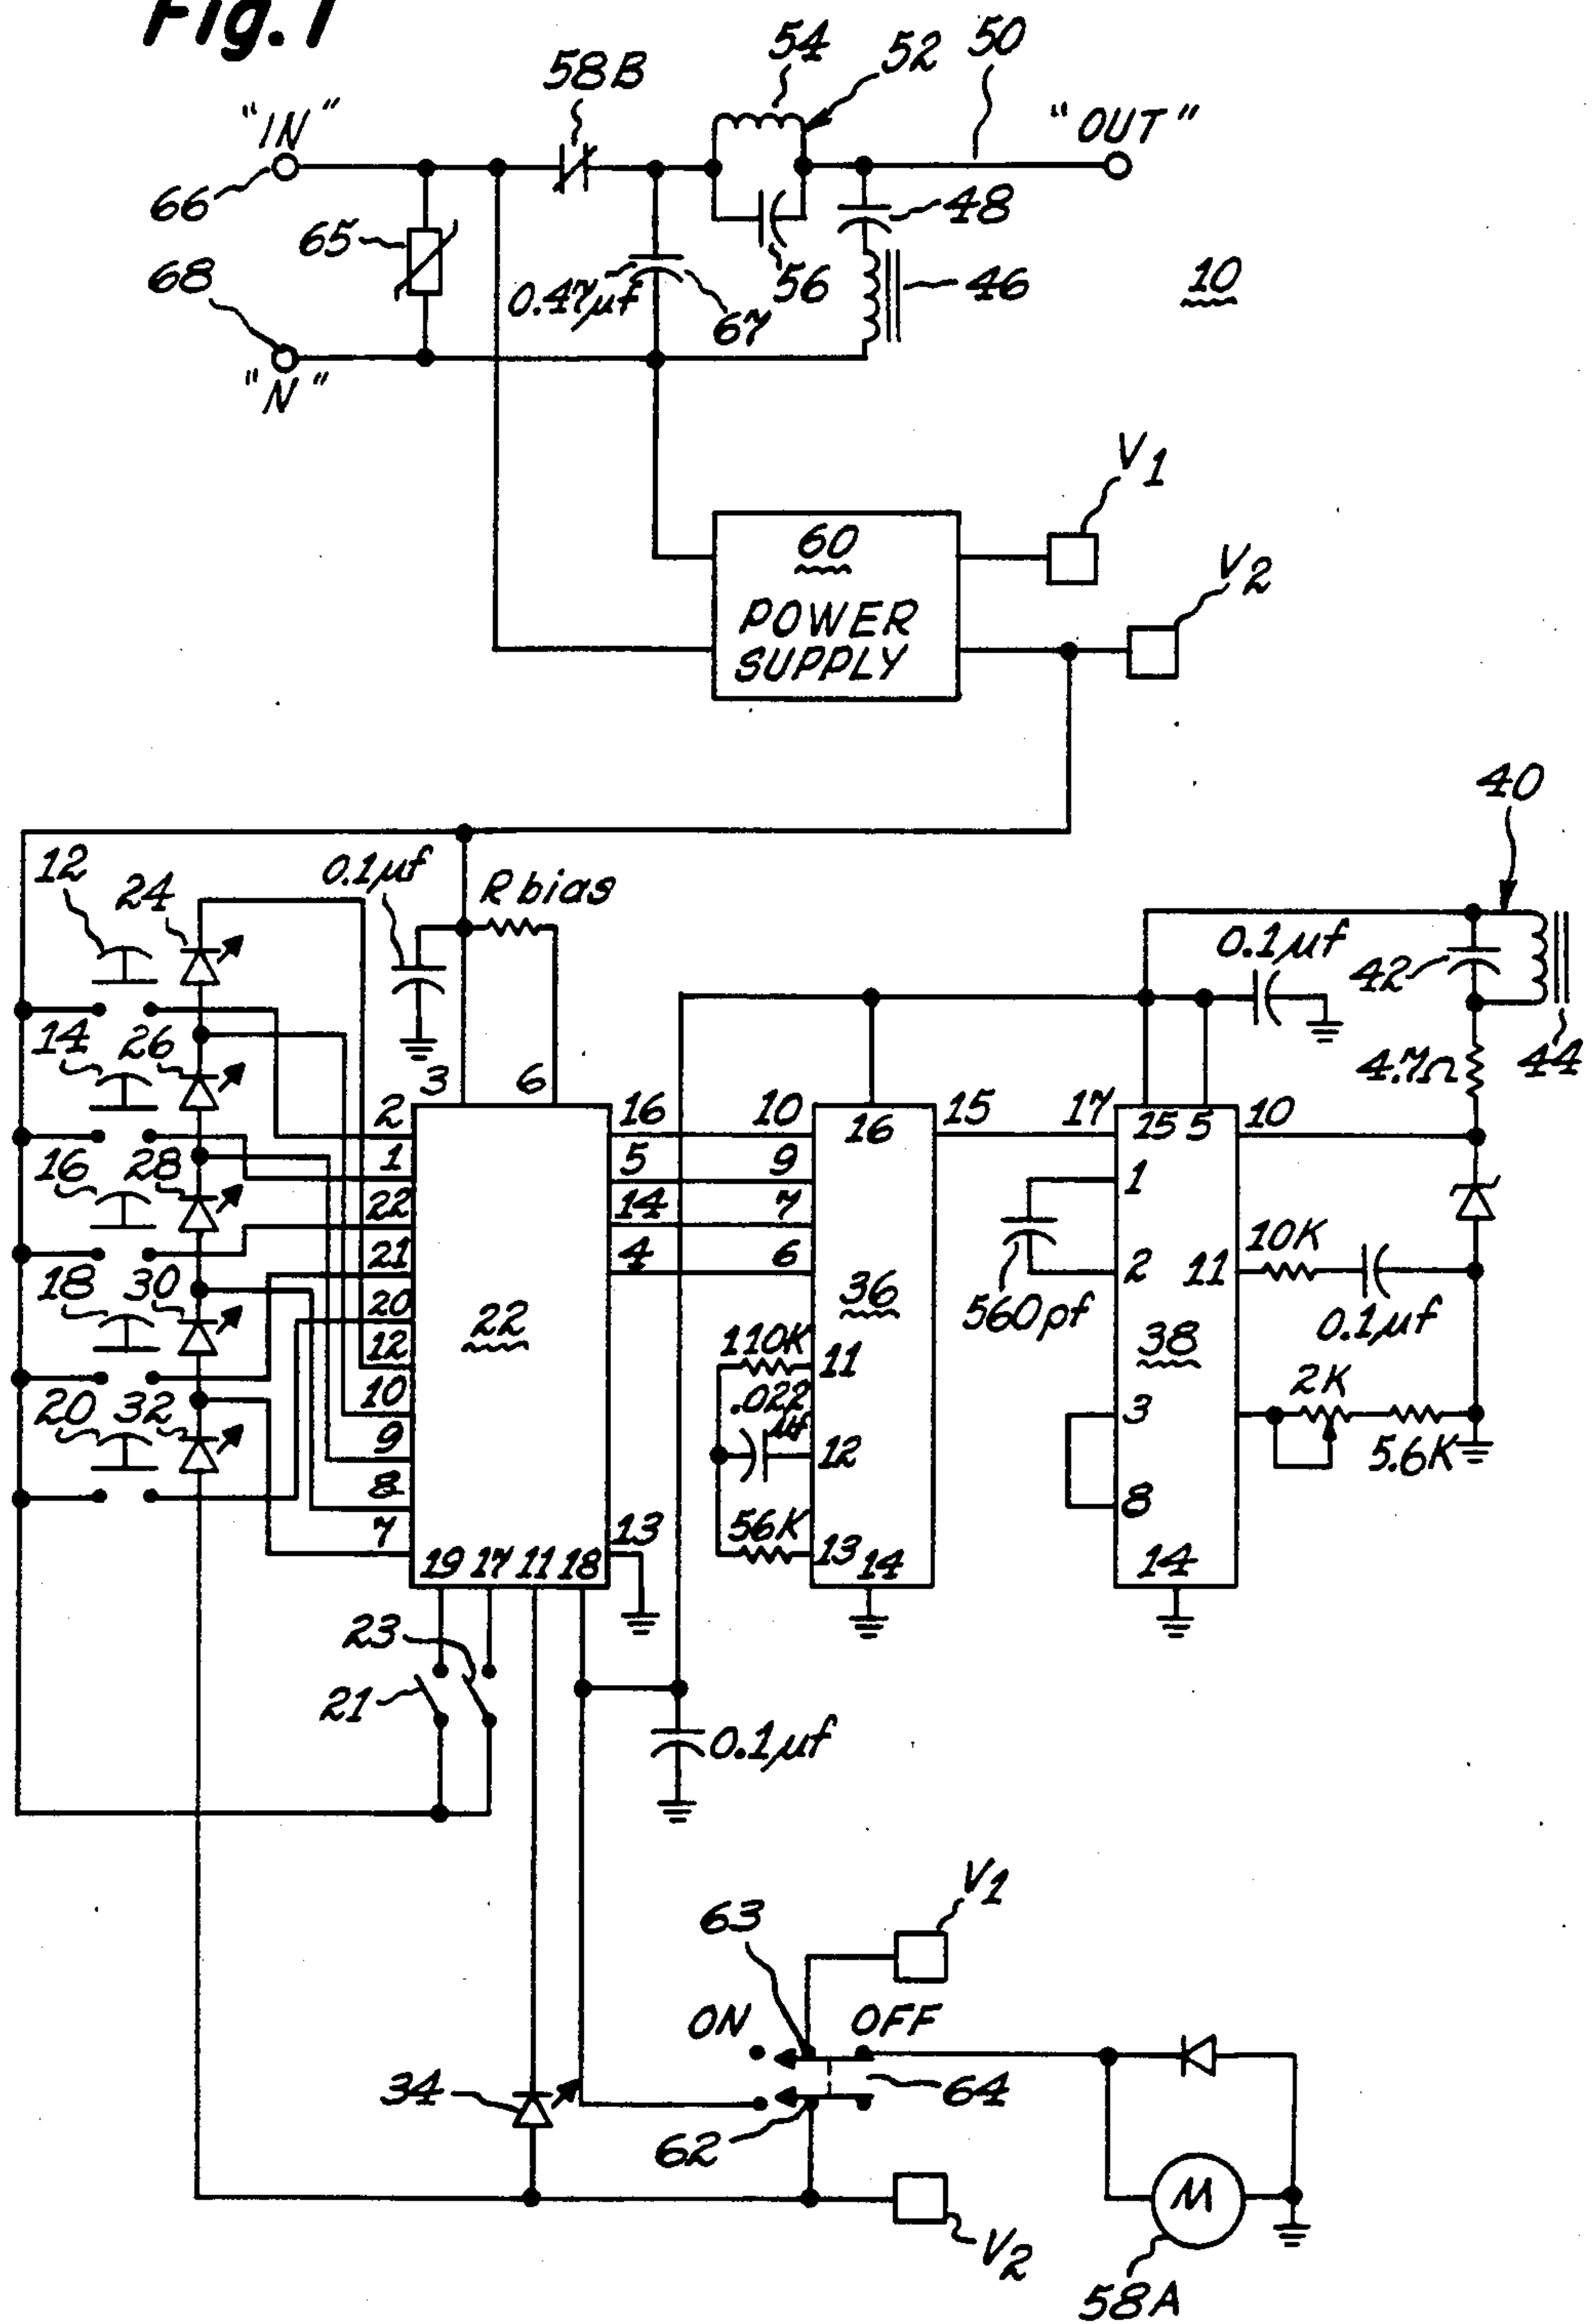 Fig. 1
54
52
50
58B
"IN"
"OUT"
66
65
48
68
0.47µf
56
46
10
67
"N"
V1
60
V2
POWER
SUPPLY
40
12
24
0.1µf
R bias
0.1µf
42
14
26
4.7Ω
44
3
6
2
16
10
16
15
17
15
5
10
1
5
9
1
16
28
22
14
7
10K
21
4
6
2
11
18
30
20
22
36
560pf
0.1µf
12
110K
11
38
2K
10
.022
µf
3
20
32
9
12
5.6K
8
8
7
13
56K
13
14
14
19
17
11
18
23
21
0.1µf
V1
63
ON
OFF
34
64
62
M
V2
58A